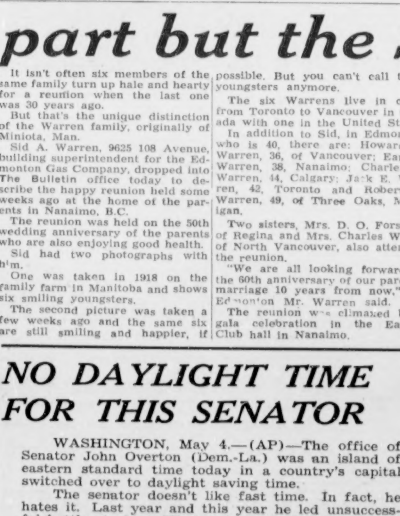 part but the
It isn't often six members of the
same family turn up hale and hearty
for a reunion when the last one
was 30 years ago.
But that's the unique distinction
of the Warren family, originally of
Miniota, Man.
Sid A. Warren, 9625 108 Avenue,
building superintendent for the Ed-
monton Gas Company, dropped into
The Bulletin office today to de-
scribe the happy reunion held some
weeks ago at the home of the par-
ents in Nanaimo, B.C.
The reunion was held on the 50th
wedding anniversary of the parents
who are also enjoying good health.
Sid had two photographs with
him.
One was taken in 1918 on the
family farm in Manitoba and shows
six smiling youngsters.
The second picture was taken a
few weeks ago and the same six
are still smiling and happier, if
possible. But you can't call
youngsters anymore.
The six Warrens live in
from Toronto to Vancouver in
ada with one in the United
In addition to Sid, in
who is 40, there are:
Warren, 36, of Vancouver;
Warren, 38, Nanaimo;
Warren, 44, Calgary; Jack E.
ren, 42, Toronto and
Warren, 49, of Three Oaks,
igan.
Two sisters, Mrs. D. O.
of Regina and Mrs. Charles
of North Vancouver, also
the reunion.
"We are all looking
the 60th anniversary of our
marriage 10 years from now,"
Edmonton Mr. Warren said.
The reunion was climaxed
gala celebration in the
Club hall in Nanaimo.
NO DAYLIGHT TIME
FOR THIS SENATOR
WASHINGTON, May 4.—(AP)—The office of
Senator John Overton (Dem.-La.) was an island of
eastern standard time today in a country's capital
switched over to daylight saving time.
The senator doesn't like fast time. In fact, he
hates it. Last year and this year he led unsuccess-